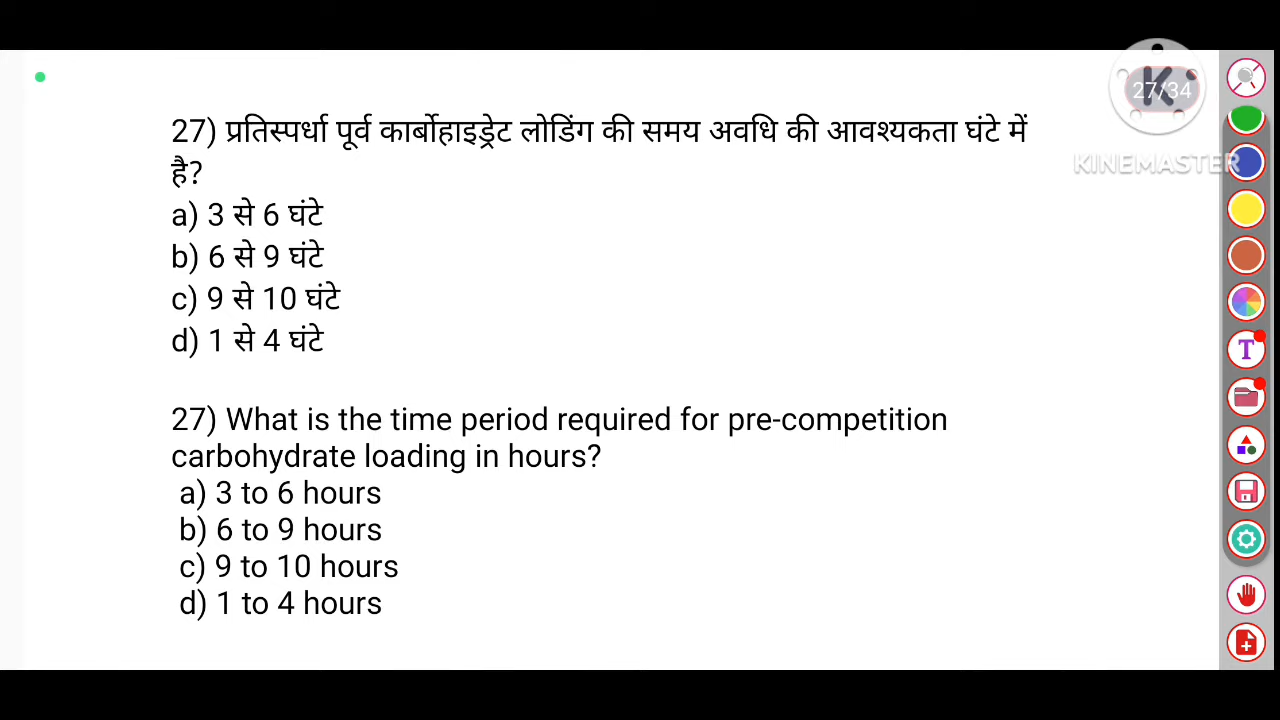 27/34
KINEMASTER
27) प्रतिस्पर्धा पूर्व कार्बोहाइड्रेट लोडिंग की समय अवधि की आवश्यकता घंटे में
है?
a) 3 से 6 घंटे
b) 6 से 9 घंटे
c) 9 से 10 घंटे
d) 1 से 4 घंटे
27) What is the time period required for pre-competition
carbohydrate loading in hours?
a) 3 to 6 hours
b) 6 to 9 hours
c) 9 to 10 hours
d) 1 to 4 hours
K
T